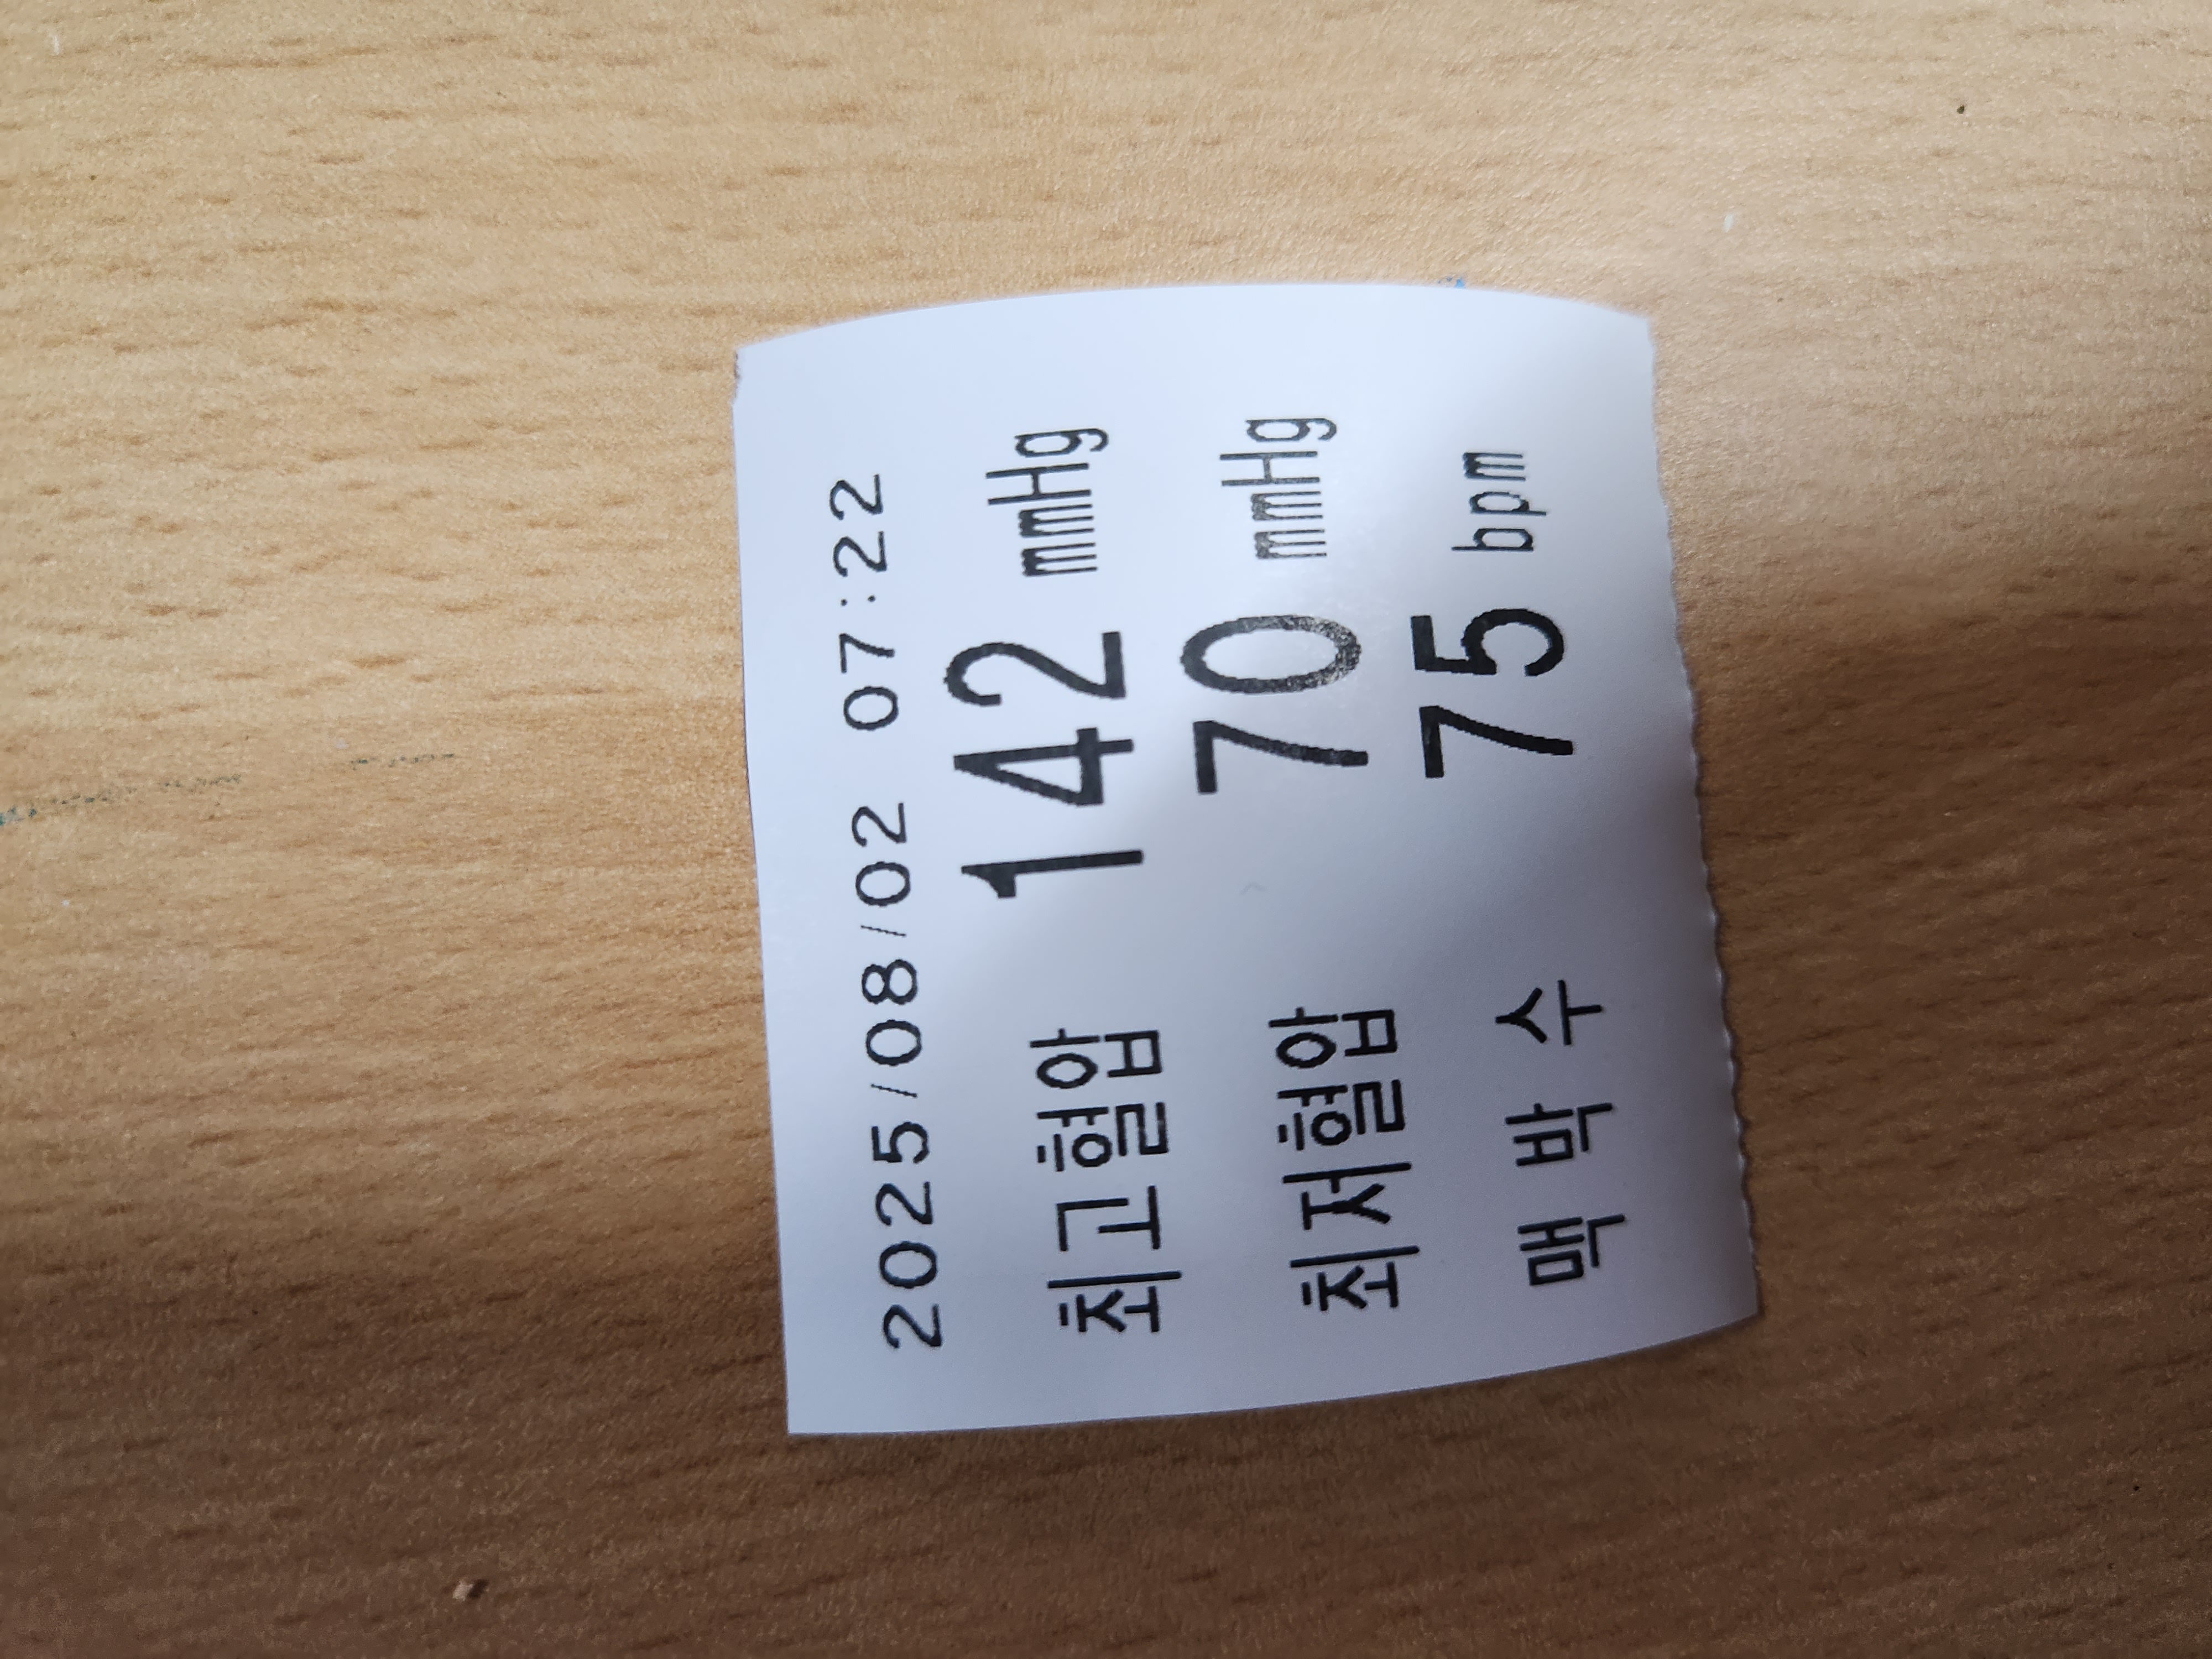 2025/08/02 07:22
최고혈압 142 mmHg
최저혈압 70 mmHg
맥 박 수 75 bpm